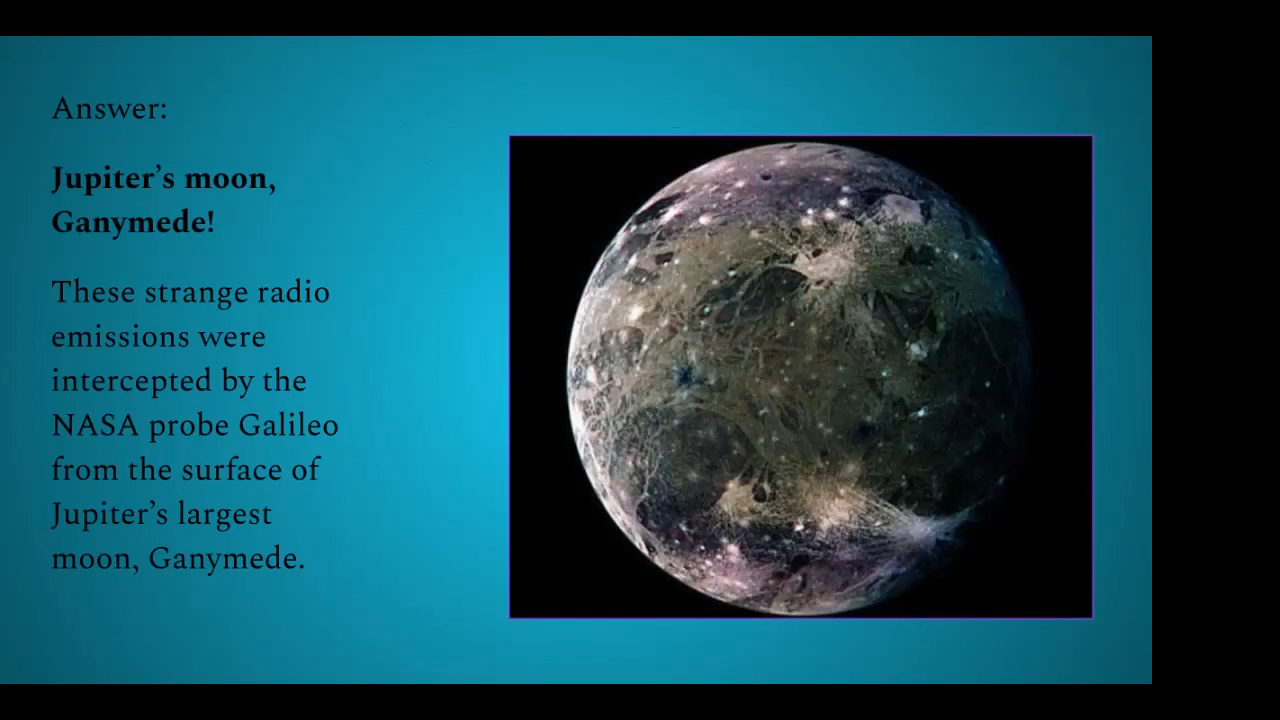 Answer:
Jupiter’s moon,
Ganymede!
These strange radio
emissions were
intercepted by the
NASA probe Galileo
from the surface of
Jupiter’s largest
moon, Ganymede.